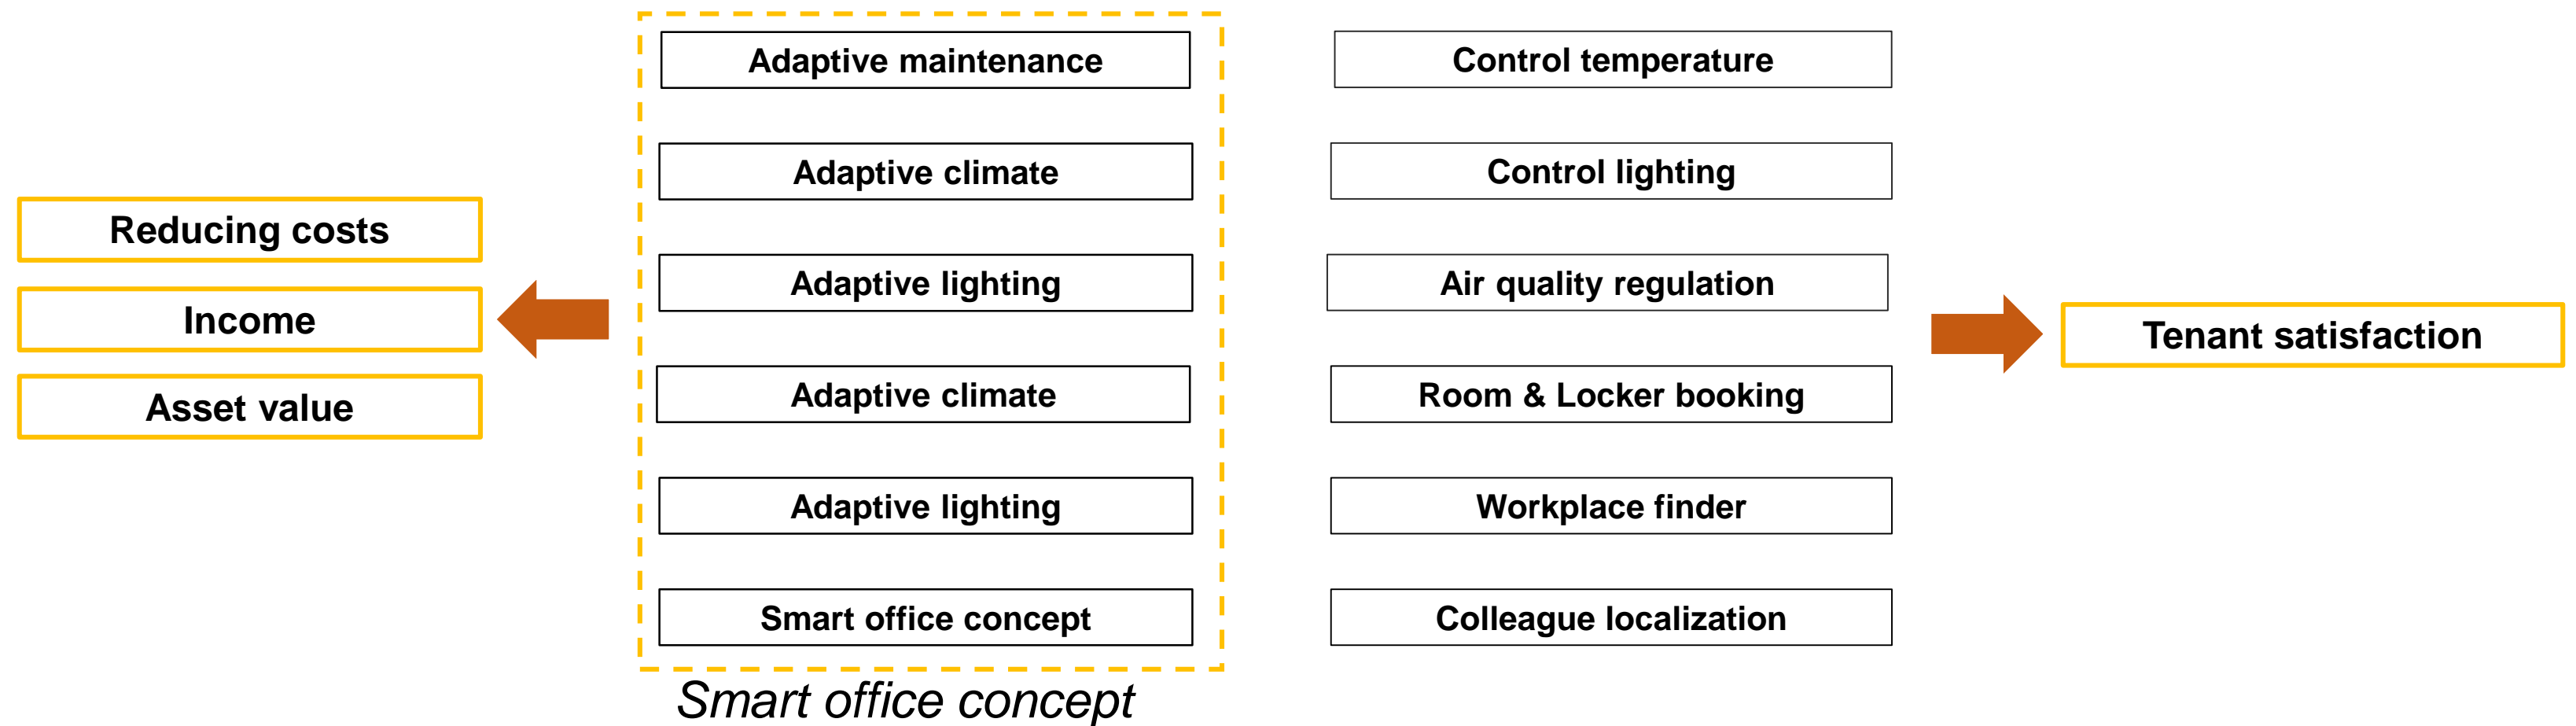 Reducing costs
Income
Asset value
Adaptive maintenance
Adaptive climate
Adaptive lighting
Adaptive climate
Adaptive lighting
Smart office concept
Smart office concept
Control temperature
Control lighting
Air quality regulation
Room & Locker booking
Workplace finder
Colleague localization
Tenant satisfaction